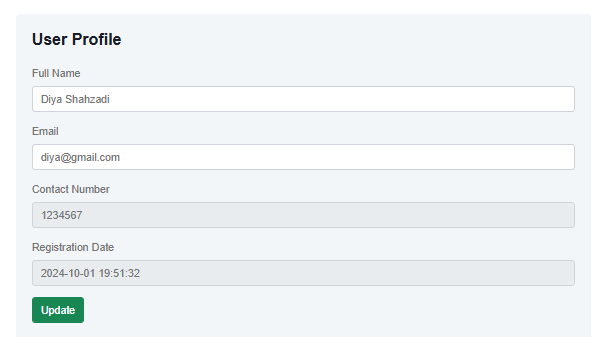 User Profile
Full Name
Diya Shahzadi
Email
diya@gmail.com
Contact Number
1234567
Registration Date
2024-10-01 19:51:32
Update